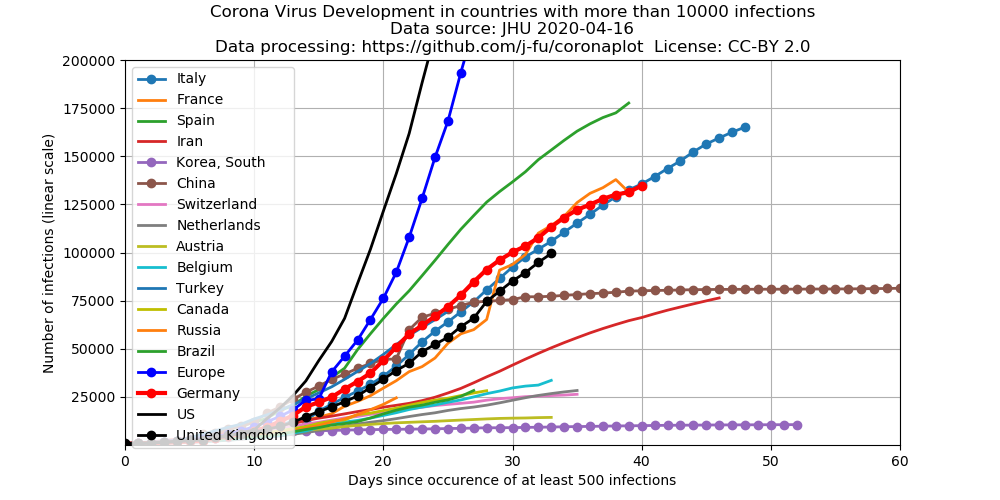 Corona Virus Development in countries with more than 10000 infections
Data source: JHU 2020-04-16
Data processing: https://github.com/j-fu/coronaplot License: CC-BY 2.0
200000
175000
150000
125000
100000
75000
50000
25000
Number of infections (linear scale)
Italy
France
Spain
Iran
Korea, South
China
Switzerland
Netherlands
Austria
Belgium
Turkey
Canada
Russia
Brazil
Europe
Germany
US
United Kingdom
0 10 20 30 40 50 60
Days since occurence of at least 500 infections